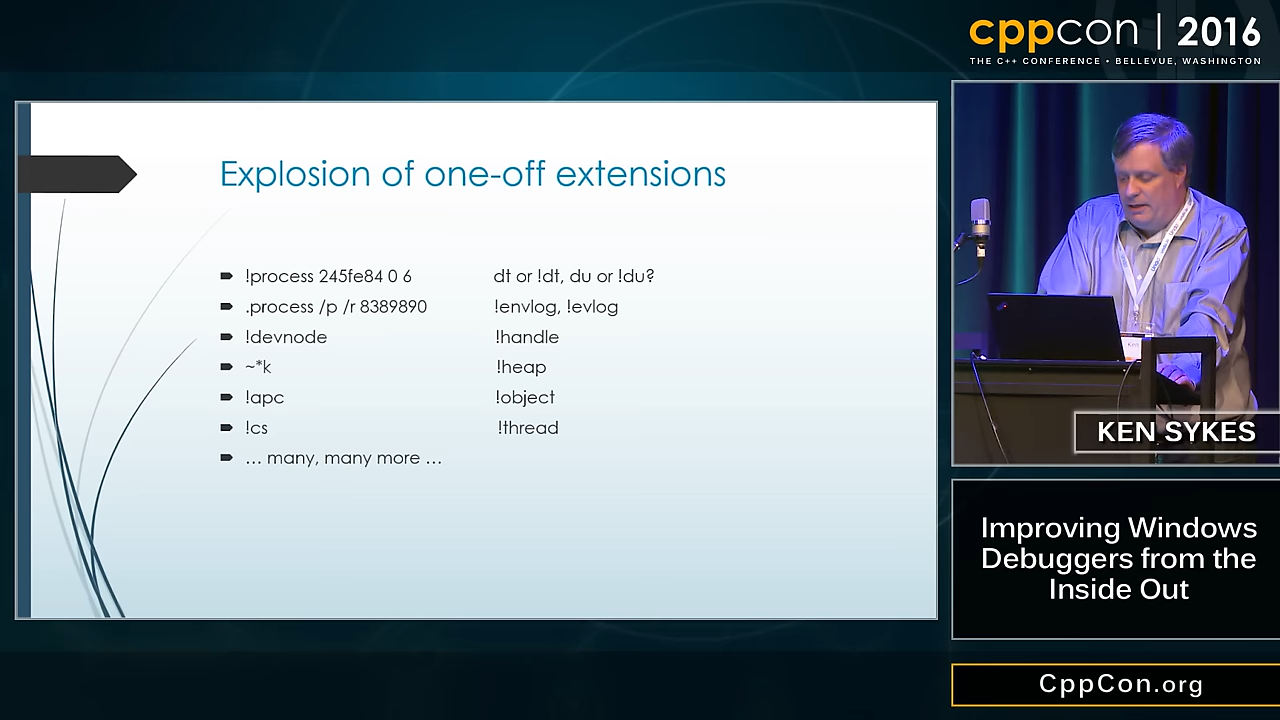 cppcon | 2016
THE C++ CONFERENCE • BELLEVUE, WASHINGTON
Explosion of one-off extensions
!process 245fe84 0 6
dt or !dt, du or !du?
.process /p /r 8389890
!envlog, !evlog
!devnode
!handle
~*k
!heap
!apc
!object
!cs
!thread
… many, many more …
KEN SYKES
Improving Windows
Debuggers from the
Inside Out
CppCon.org